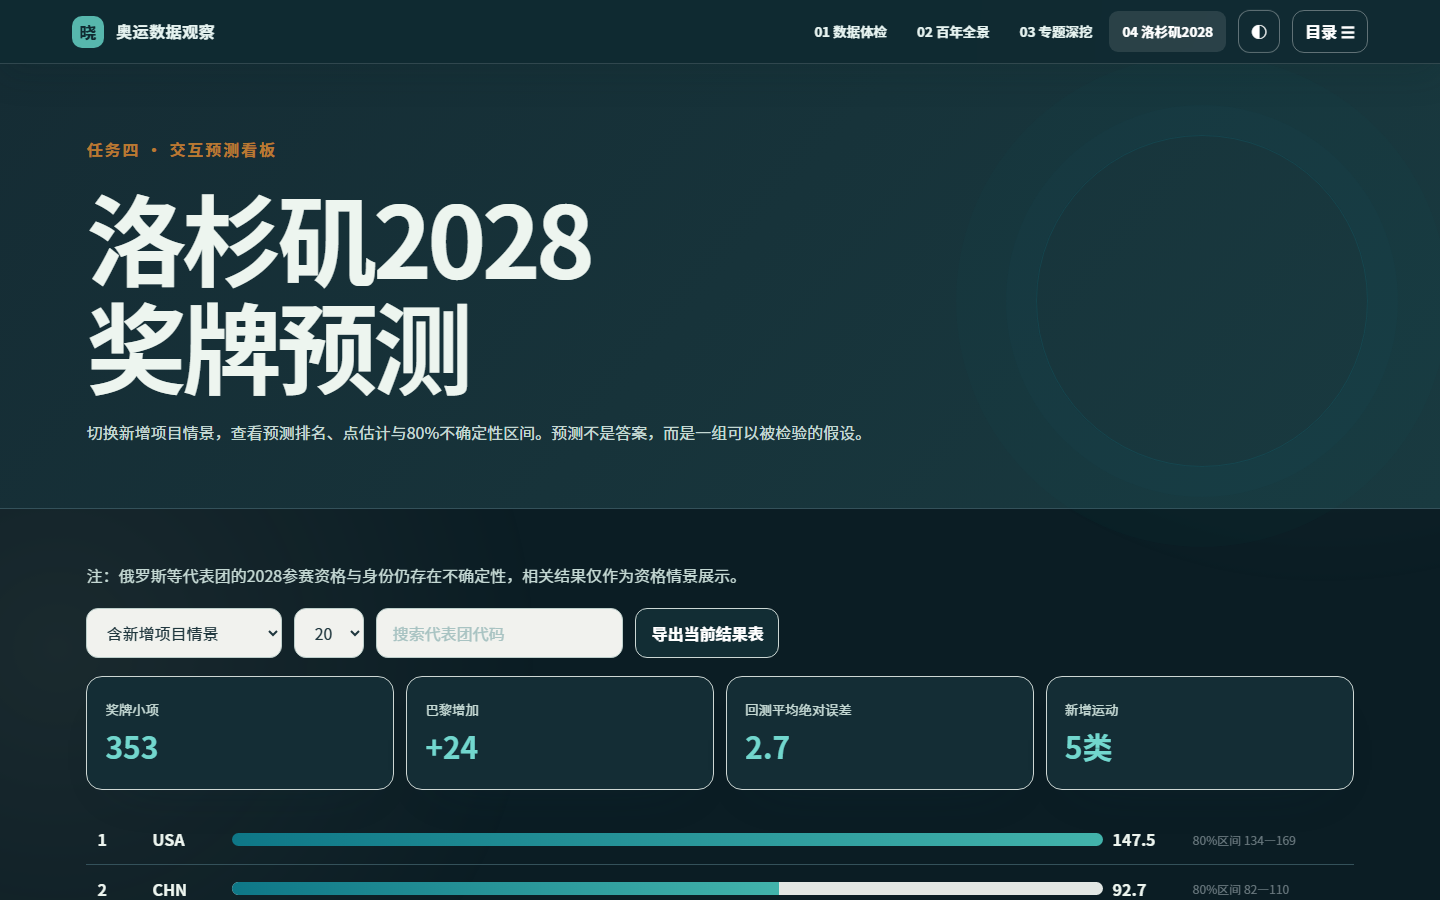 晓 奥运数据观察 01 数据体检 02 百年全景 03 专题深挖 04 洛杉矶2028 目录 ☰
任务四 · 交互预测看板
洛杉矶2028
奖牌预测
切换新增项目情景，查看预测排名、点估计与80%不确定性区间。预测不是答案，而是一组可以被检验的假设。
注：俄罗斯等代表团的2028参赛资格与身份仍存在不确定性，相关结果仅作为资格情景展示。
含新增项目情景 20 搜索代表团代码 导出当前结果表
奖牌小项 巴黎增加 回测平均绝对误差 新增运动
353 +24 2.7 5类
1 USA 147.5 80%区间 134—169
2 CHN 92.7 80%区间 82—110